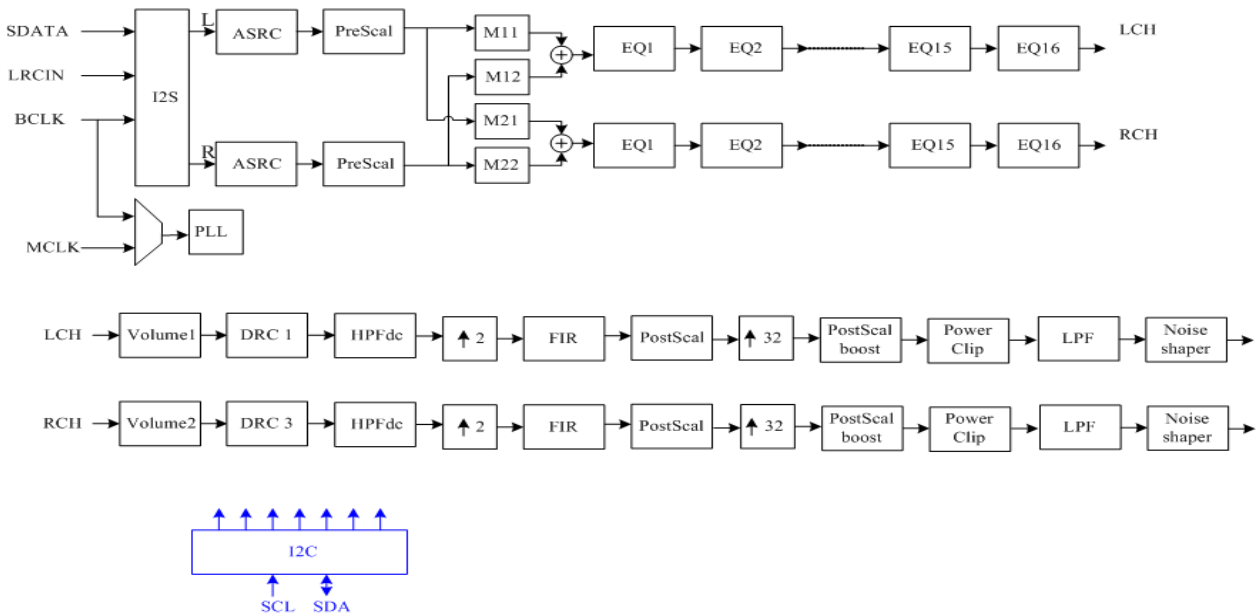 SDATA
LRCIN
BCLK
MCLK
I2S
L
R
ASRC
PreScal
ASRC
PreScal
PLL
M11
M12
M21
M22
EQ1
EQ2
EQ15
EQ16
LCH
EQ1
EQ2
EQ15
EQ16
RCH
LCH
Volume1
DRC 1
HPFdc
2
FIR
PostScal
32
PostScal
boost
Power
Clip
LPF
Noise
shaper
RCH
Volume2
DRC 3
HPFdc
2
FIR
PostScal
32
PostScal
boost
Power
Clip
LPF
Noise
shaper
I2C
SCL
SDA